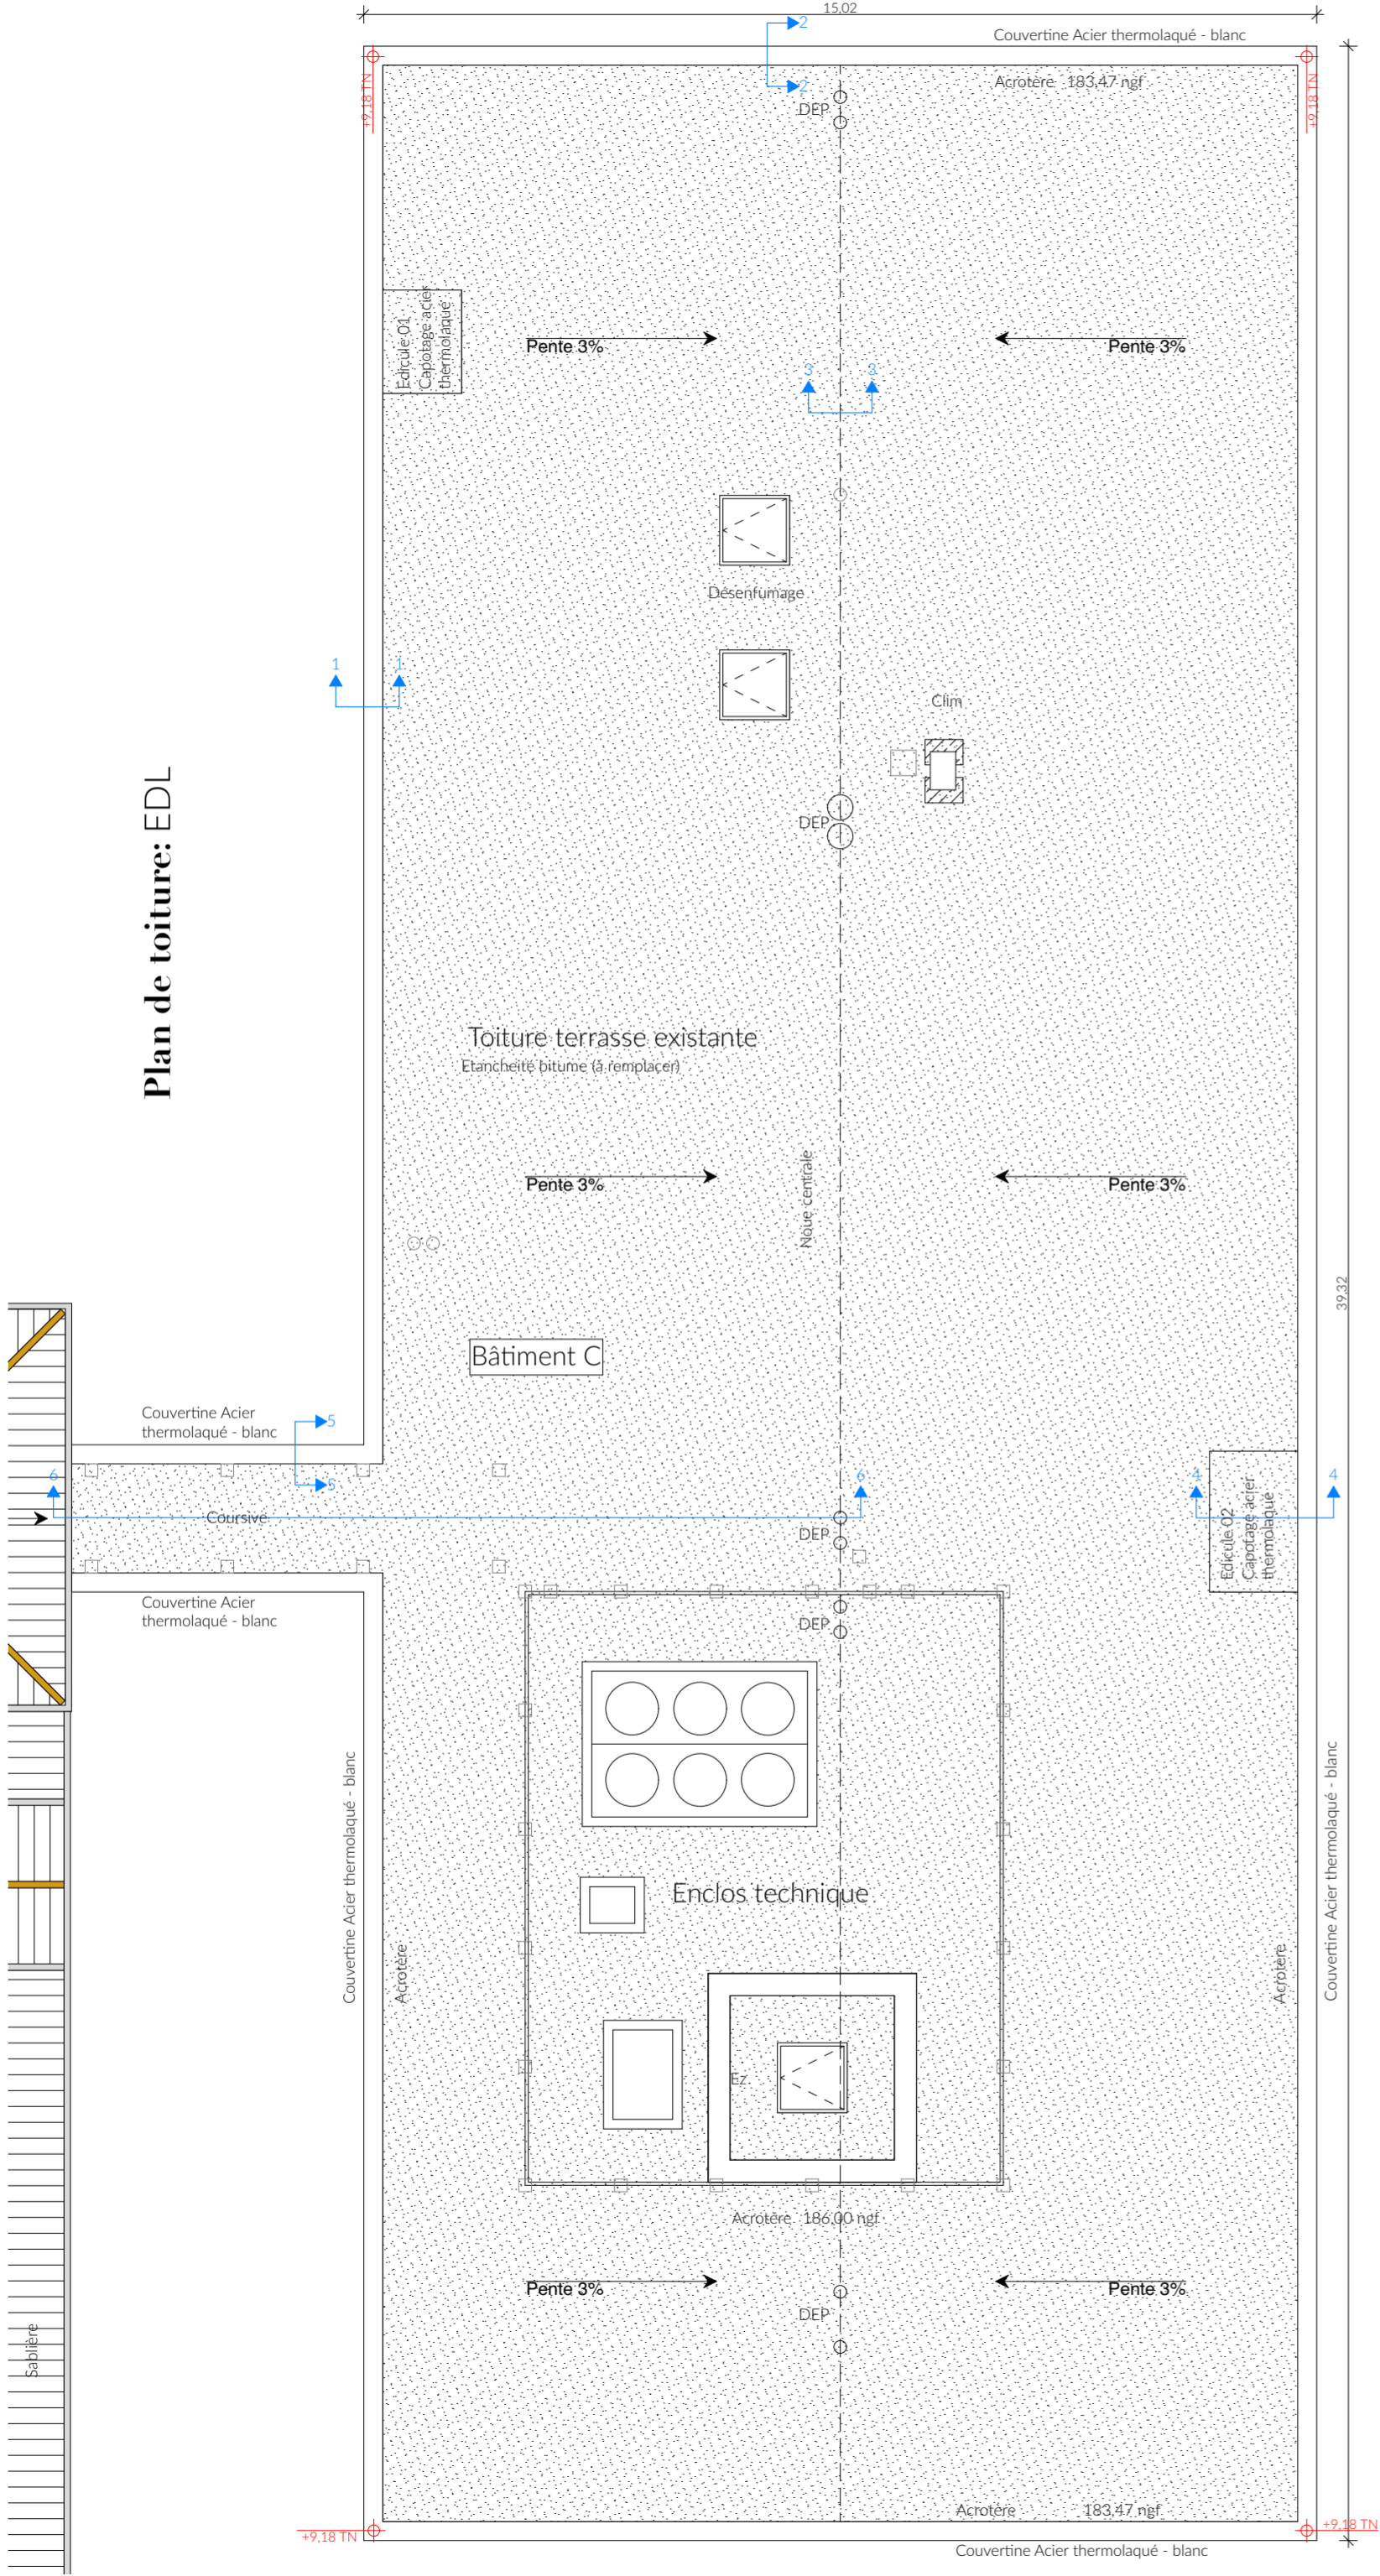 15,02
2
Couvertine Acier thermolaqué - blanc
+9,18 TN
2
DEP
Acrotère 183,47 ngf
+9,18 TN
Edicule 01
Capotage acier
thermolaqué
Pente 3%
Pente 3%
3
3
Désenfumage
1
1
Clim
DEP
Plan de toiture: EDL
Toiture terrasse existante
Etancheité bitume (à remplacer)
Noue centrale
Pente 3%
Pente 3%
39,32
Bâtiment C
Couvertine Acier
thermolaqué - blanc
5
5
6
6
4
4
Coursive
DEP
Edicule 02
Capotage acier
thermolaqué
Couvertine Acier
thermolaqué - blanc
DEP
Couvertine Acier thermolaqué - blanc
Couvertine Acier thermolaqué - blanc
Enclos technique
Acrotère
Acrotère
Ez
Acrotère 186,00 ngf
Pente 3%
Pente 3%
DEP
Sablière
Acrotère 183,47 ngf
+9,18 TN
+9,18 TN
Couvertine Acier thermolaqué - blanc